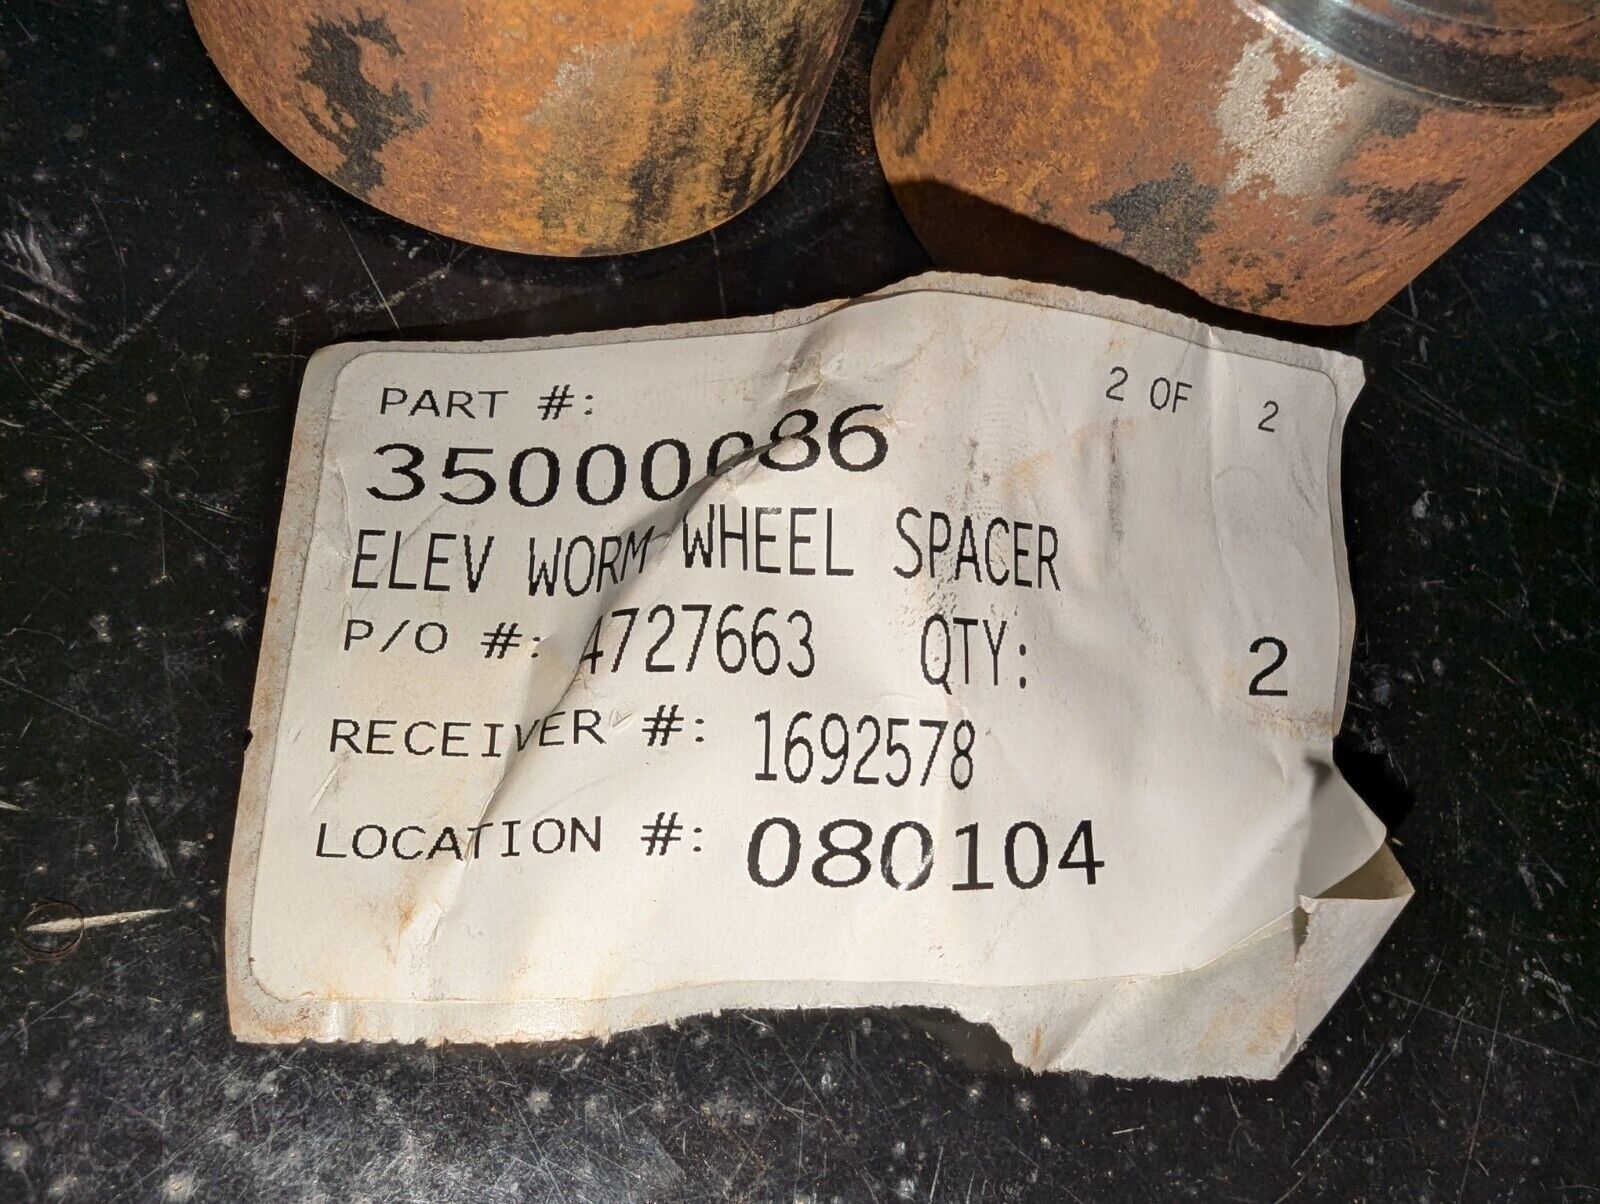 PART #:
2 OF 2
35000086
ELEV WORM WHEEL SPACER
P/O #: 4727663 QTY: 2
RECEIVER #: 1692578
LOCATION #: 080104